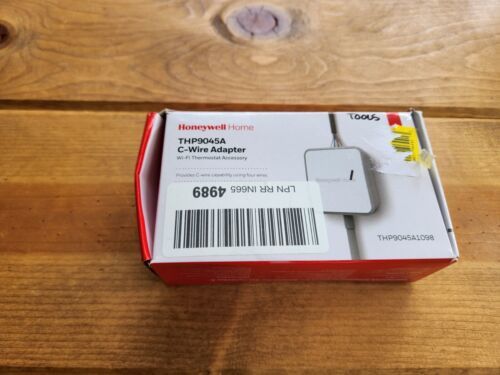 Honeywell Home
THP9045A
C-Wire Adapter
Wi-Fi Thermostat Accessory
Provides C-wire capability using four wires
LPN RR IN665 4989
TOOLS
Honeywell
THP9045A1098